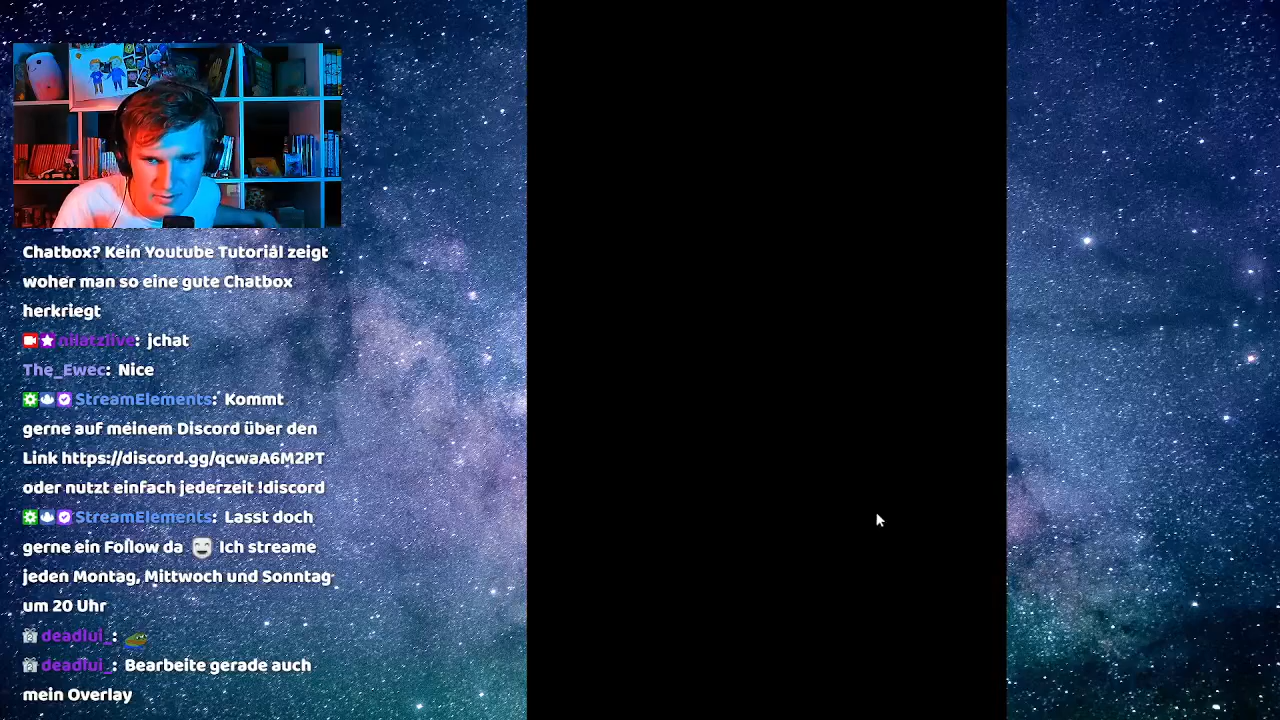 Chatbox? Kein Youtube Tutorial zeigt
woher man so eine gute Chatbox
herkriegt
jchat
The_Ewec: Nice
StreamElements: Kommt
gerne auf meinem Discord über den
Link https://discord.gg/qcwaA6M2PT
oder nutzt einfach jederzeit !discord
StreamElements: Lasst doch
gerne ein Follow da Ich streame
jeden Montag, Mittwoch und Sonntag
um 20 Uhr
deadlui_:
deadlui_: Bearbeite gerade auch
mein Overlay